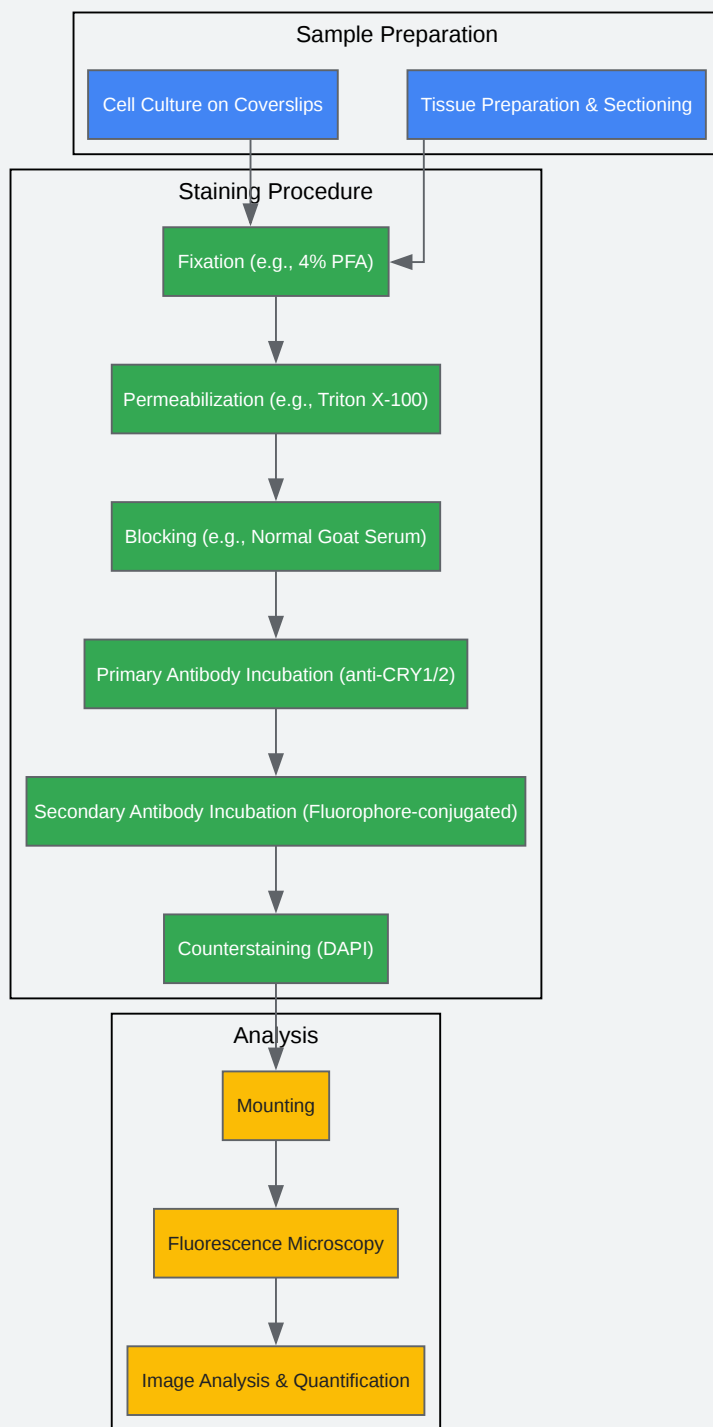 Sample Preparation
Cell Culture on Coverslips
Tissue Preparation & Sectioning
Staining Procedure
Fixation (e.g., 4% PFA)
Permeabilization (e.g., Triton X-100)
Blocking (e.g., Normal Goat Serum)
Primary Antibody Incubation (anti-CRY1/2)
Secondary Antibody Incubation (Fluorophore-conjugated)
Counterstaining (DAPI)
Analysis
Mounting
Fluorescence Microscopy
Image Analysis & Quantification